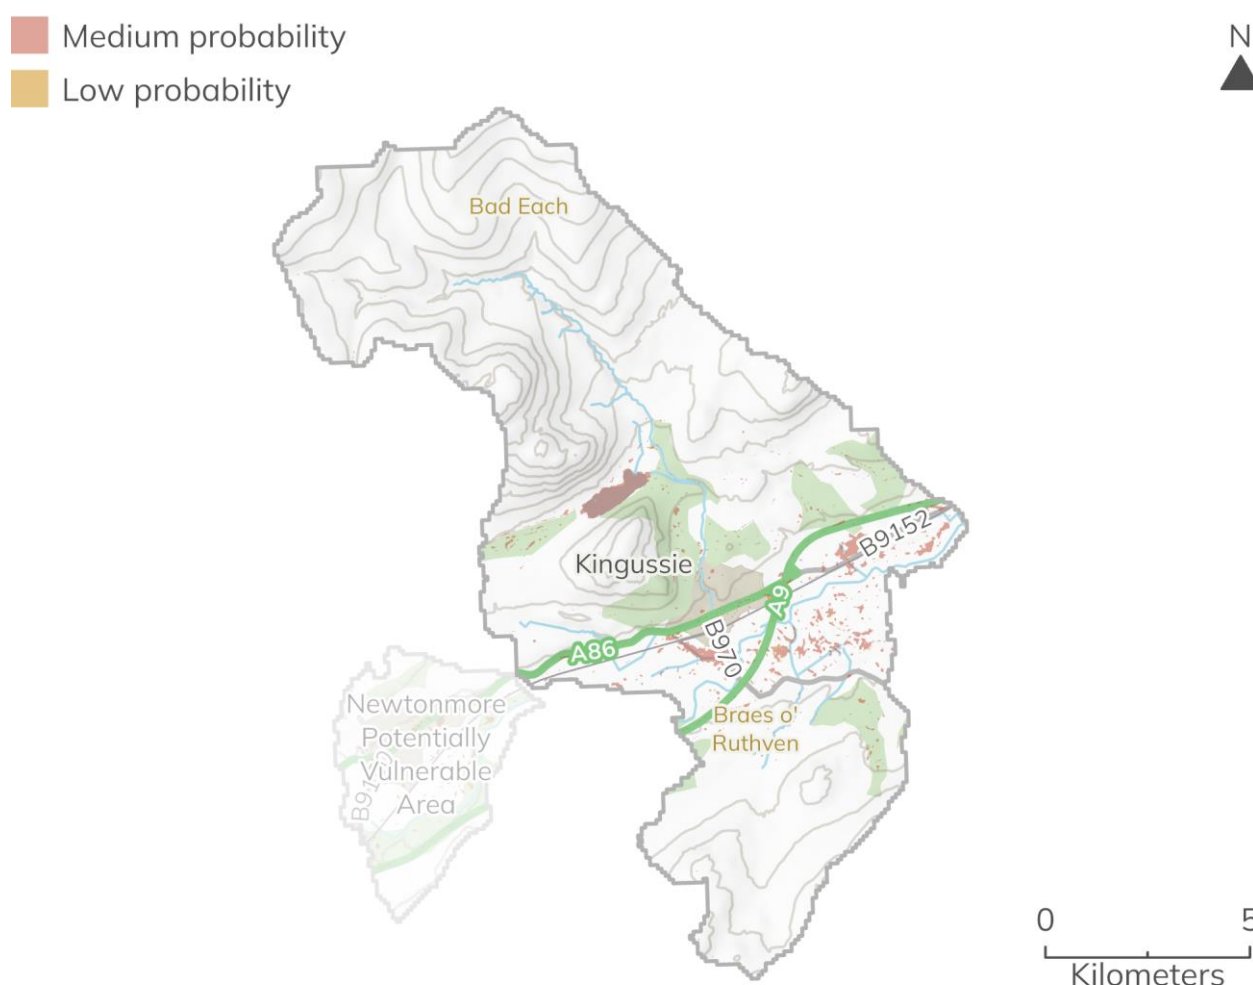 Medium probability
Low probability
N
Bad Each
Kingussie
B9152
A9
A86
B970
Newtonmore
Potentially
Vulnerable
Area
Braes o'
Ruthven
0
5
Kilometers